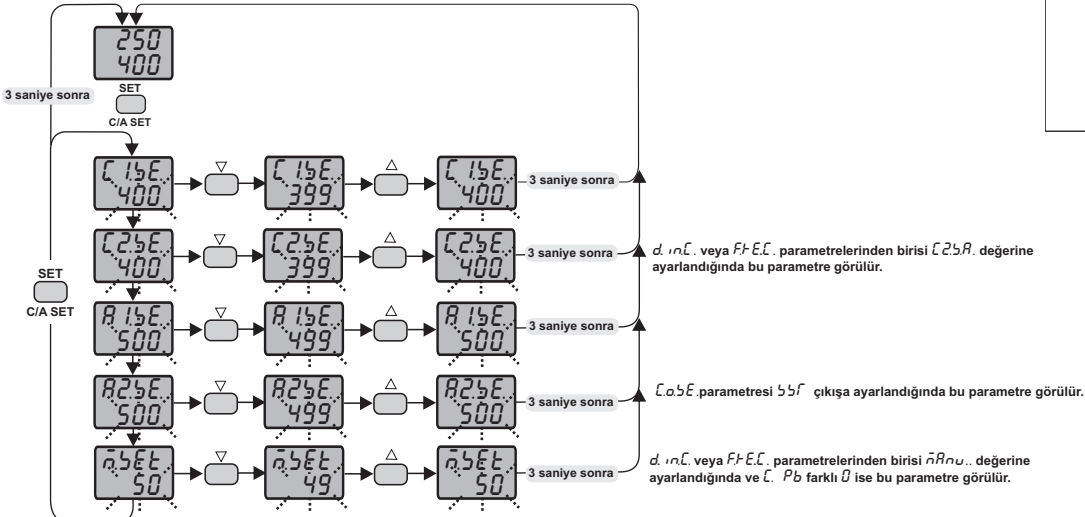 250
400
3 saniye sonra
SET
C/A SET
C1.SE.
400
C1.SE.
399
C1.SE.
400
3 saniye sonra
C2.SE.
400
C2.SE.
399
C2.SE.
400
3 saniye sonra
d. in.C. veya F.t E.C. parametrelerinden birisi C2.S.A. değerine
ayarlandığında bu parametre görülür.
SET
C/A SET
A1.SE.
500
A1.SE.
499
A1.SE.
500
3 saniye sonra
A2.SE.
500
A2.SE.
499
A2.SE.
500
3 saniye sonra
C.o.SE.parametresi SSr çıkışa ayarlandığında bu parametre görülür.
m.SEt
50
m.SEt
49
m.SEt
50
3 saniye sonra
d. in.C. veya F.t E.C. parametrelerinden birisi mAnu.. değerine
ayarlandığında ve C. Pb farklı 0 ise bu parametre görülür.